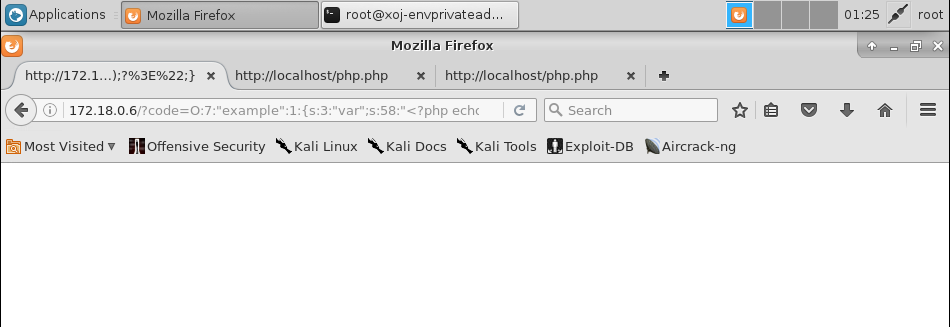 Applications Mozilla Firefox root@xoj-envprivatead... 01:25 root
Mozilla Firefox
http://172.1...);?%3E%22;} http://localhost/php.php http://localhost/php.php
172.18.0.6/?code=O:7:"example":1:{s:3:"var";s:58:"<?php echo Search
Most Visited Offensive Security Kali Linux Kali Docs Kali Tools Exploit-DB Aircrack-ng